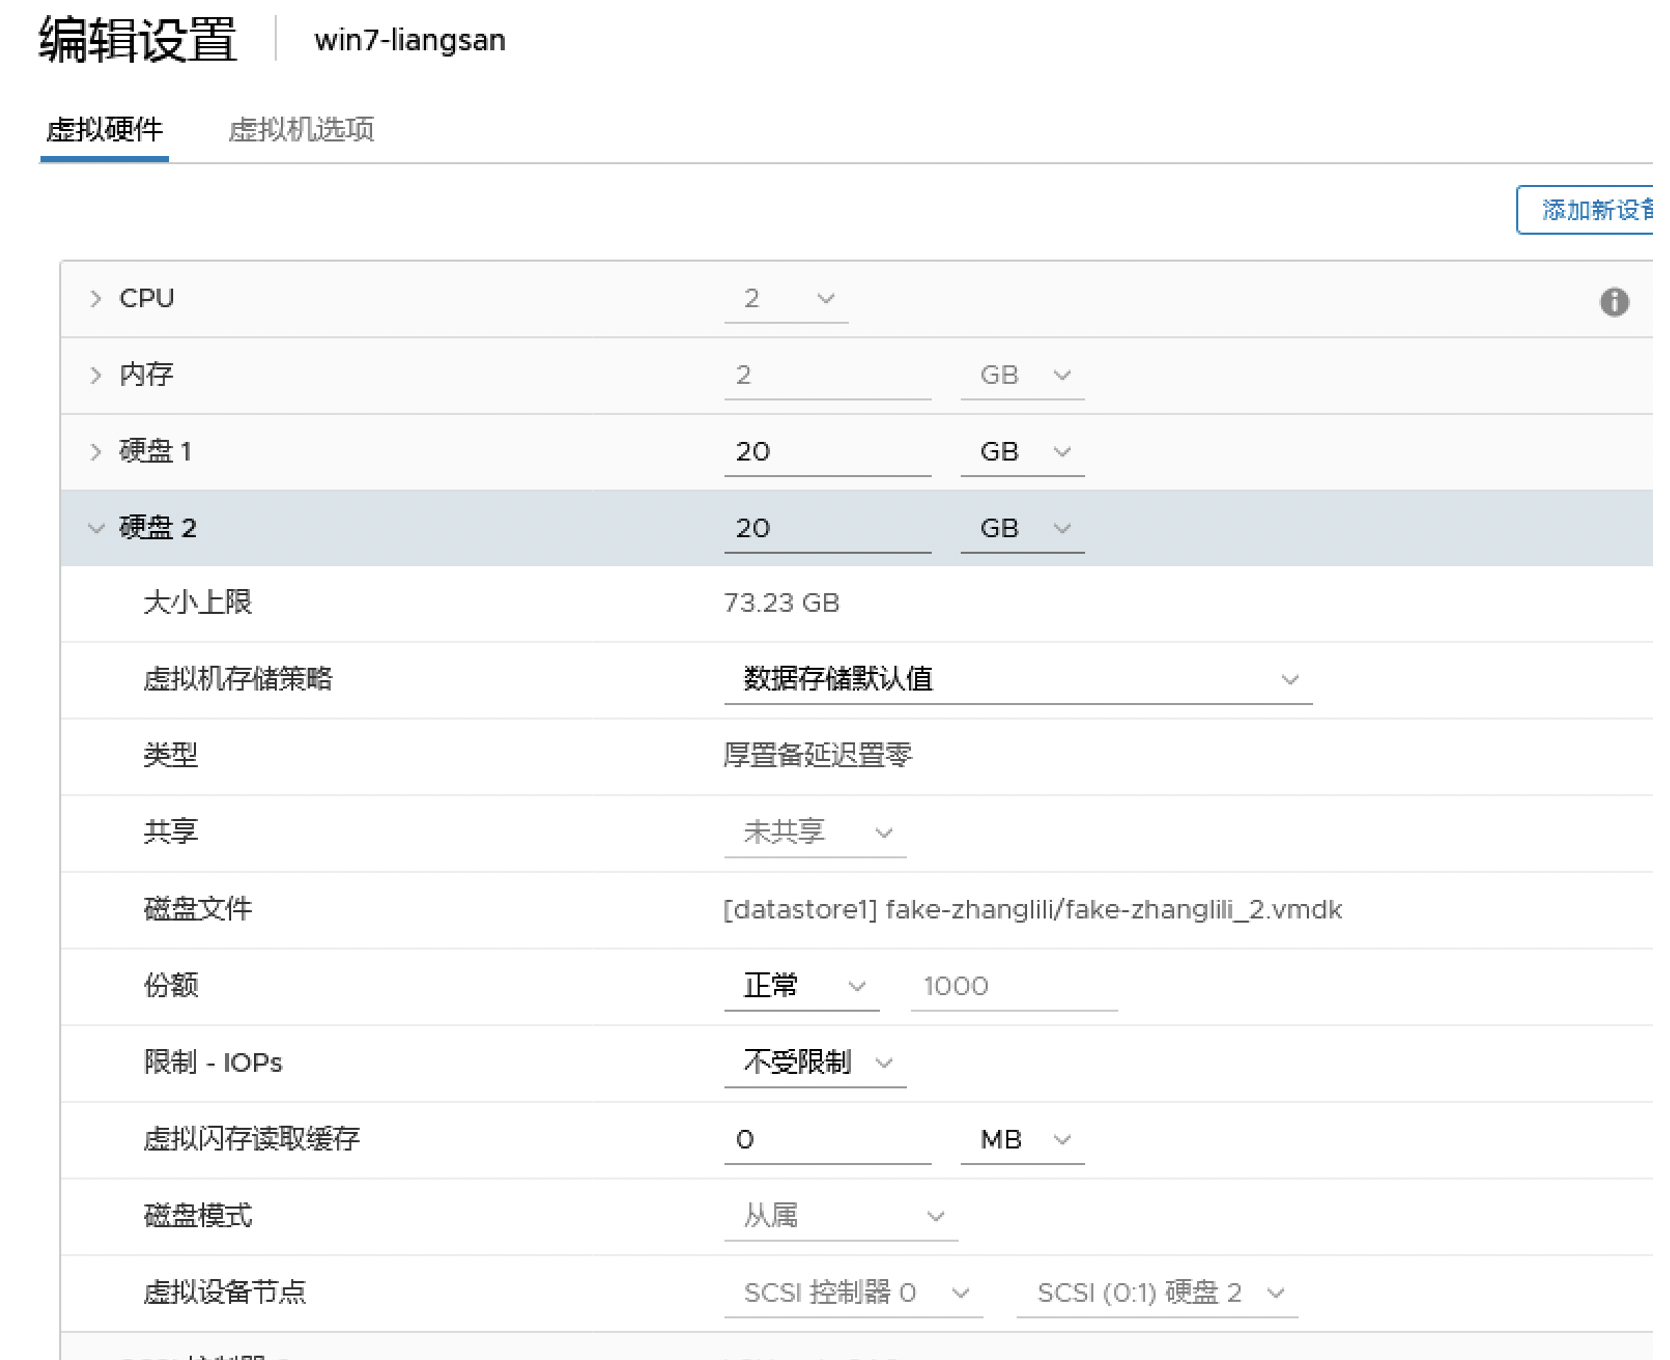 编辑设置 win7-liangsan
虚拟硬件 虚拟机选项
添加新设备
CPU 2
内存 2 GB
硬盘 1 20 GB
硬盘 2 20 GB
大小上限 73.23 GB
虚拟机存储策略 数据存储默认值
类型 厚置备延迟置零
共享 未共享
磁盘文件 [datastore1] fake-zhanglili/fake-zhanglili_2.vmdk
份额 正常 1000
限制 - IOPs 不受限制
虚拟闪存读取缓存 0 MB
磁盘模式 从属
虚拟设备节点 SCSI 控制器 0 SCSI (0:1) 硬盘 2